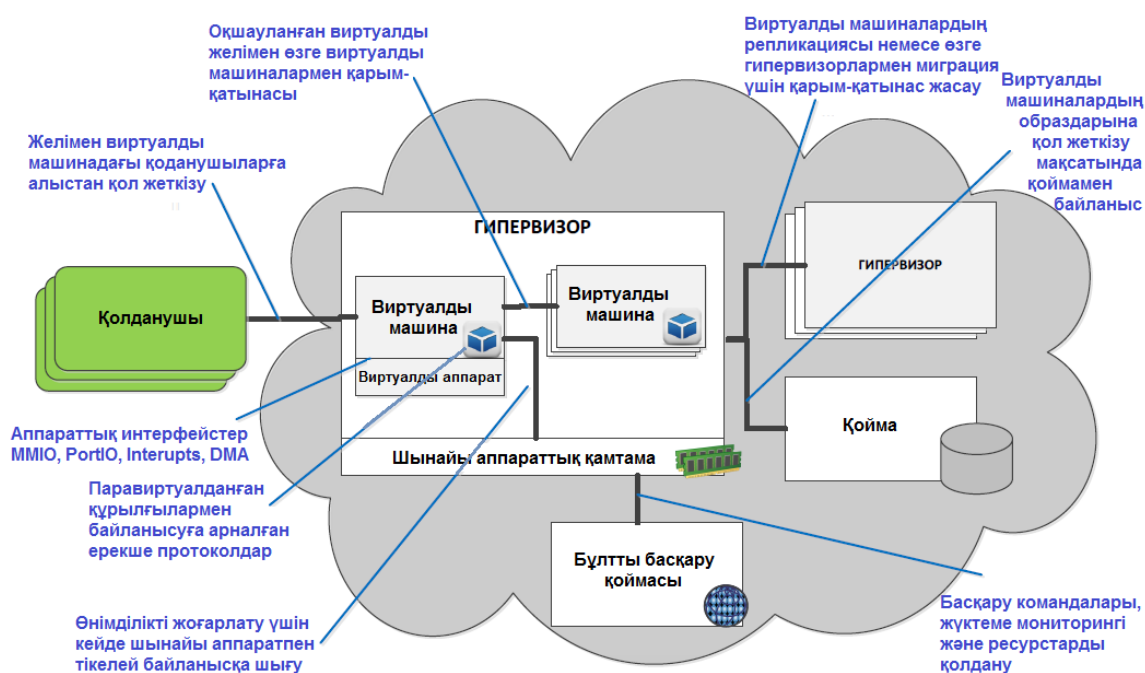 Оқшауланған виртуалды
желімен өзге виртуалды
машиналармен қарым-
қатынасы
Виртуалды машиналардың
репликациясы немесе өзге
гипервизорлармен миграция
үшін қарым-қатынас жасау
Виртуалды
машиналардың
образдарына
қол жеткізу
мақсатында
қоймамен
байланыс
Желімен виртуалды
машинадағы қоданушыларға
алыстан қол жеткізу
ГИПЕРВИЗОР
ГИПЕРВИЗОР
Қолданушы
Виртуалды
машина
Виртуалды
машина
Виртуалды аппарат
Қойма
Аппараттық интерфейстер
MMIO, PortIO, Interupts, DMA
Шынайы аппараттық қамтама
Паравиртуалданған
құрылғылармен
байланысуға арналған
ерекше протоколдар
Бұлтты басқару
қоймасы
Өнімділікті жоғарлату үшін
кейде шынайы аппаратпен
тікелей байланысқа шығу
Басқару командалары,
жүктеме мониторингі
және ресурстарды
қолдану